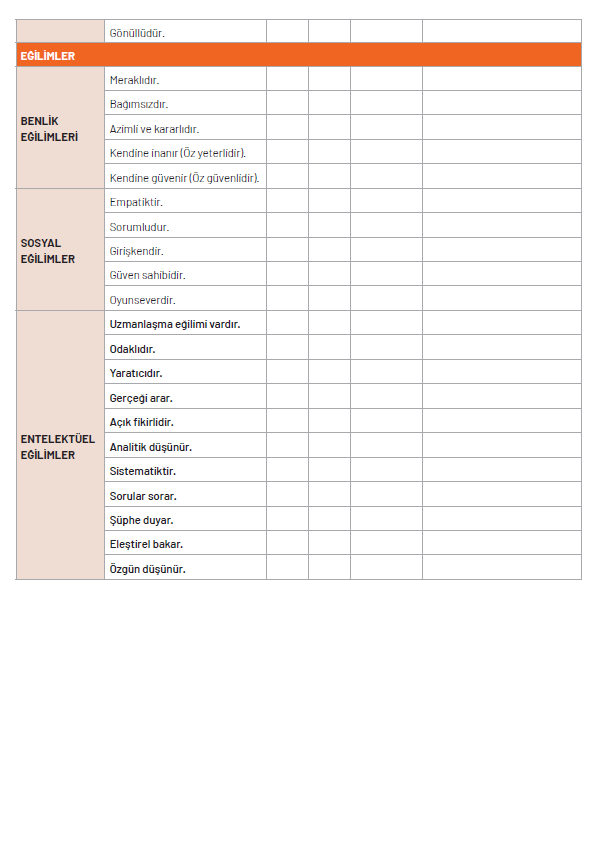 Gönüllüdür.
EĞİLİMLER
BENLİK
EĞİLİMLERİ
Meraklıdır.
Bağımsızdır.
Azimli ve kararlıdır.
Kendine inanır (Öz yeterlidir).
Kendine güvenir (Öz güvenlidir).
SOSYAL
EĞİLİMLER
Empatiktir.
Sorumludur.
Girişkendir.
Güven sahibidir.
Oyunseverdir.
ENTELEKTÜEL
EĞİLİMLER
Uzmanlaşma eğilimi vardır.
Odaklıdır.
Yaratıcıdır.
Gerçeği arar.
Açık fikirlidir.
Analitik düşünür.
Sistematiktir.
Sorular sorar.
Şüphe duyar.
Eleştirel bakar.
Özgün düşünür.